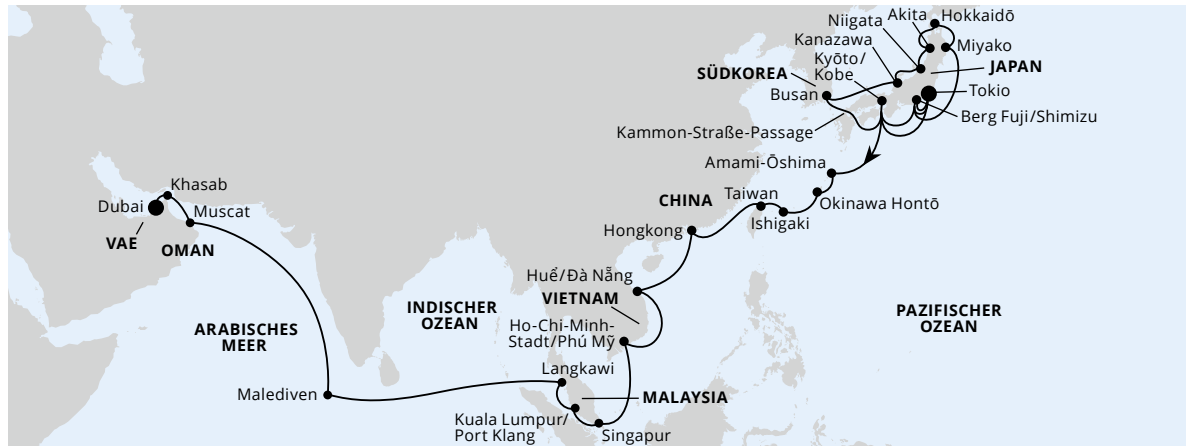 Akita
Hokkaidō
Niigata
Kanazawa
Miyako
Kyōto/
Kobe
SÜDKOREA
JAPAN
Busan
Tokio
Berg Fuji/Shimizu
Kammon-Straße-Passage
Amami-Ōshima
Khasab
Dubai
Muscat
Taiwan
CHINA
Okinawa Hontō
Ishigaki
VAE
OMAN
Hongkong
Huế/Đà Nẵng
VIETNAM
INDISCHER
OZEAN
PAZIFISCHER
OZEAN
ARABISCHES
MEER
Ho-Chi-Minh-
Stadt/Phú Mỹ
Langkawi
Malediven
MALAYSIA
Kuala Lumpur/
Port Klang
Singapur